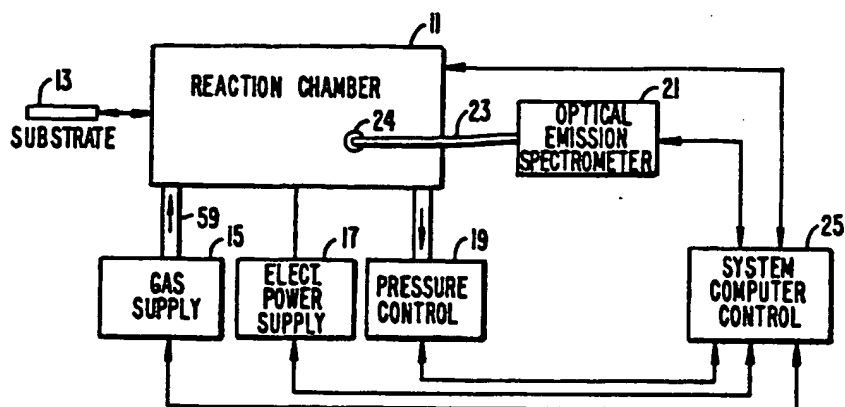 11
REACTION CHAMBER
13
SUBSTRATE
24
23
21
OPTICAL
EMISSION
SPECTROMETER
59
15
GAS
SUPPLY
17
ELECT.
POWER
SUPPLY
19
PRESSURE
CONTROL
25
SYSTEM
COMPUTER
CONTROL